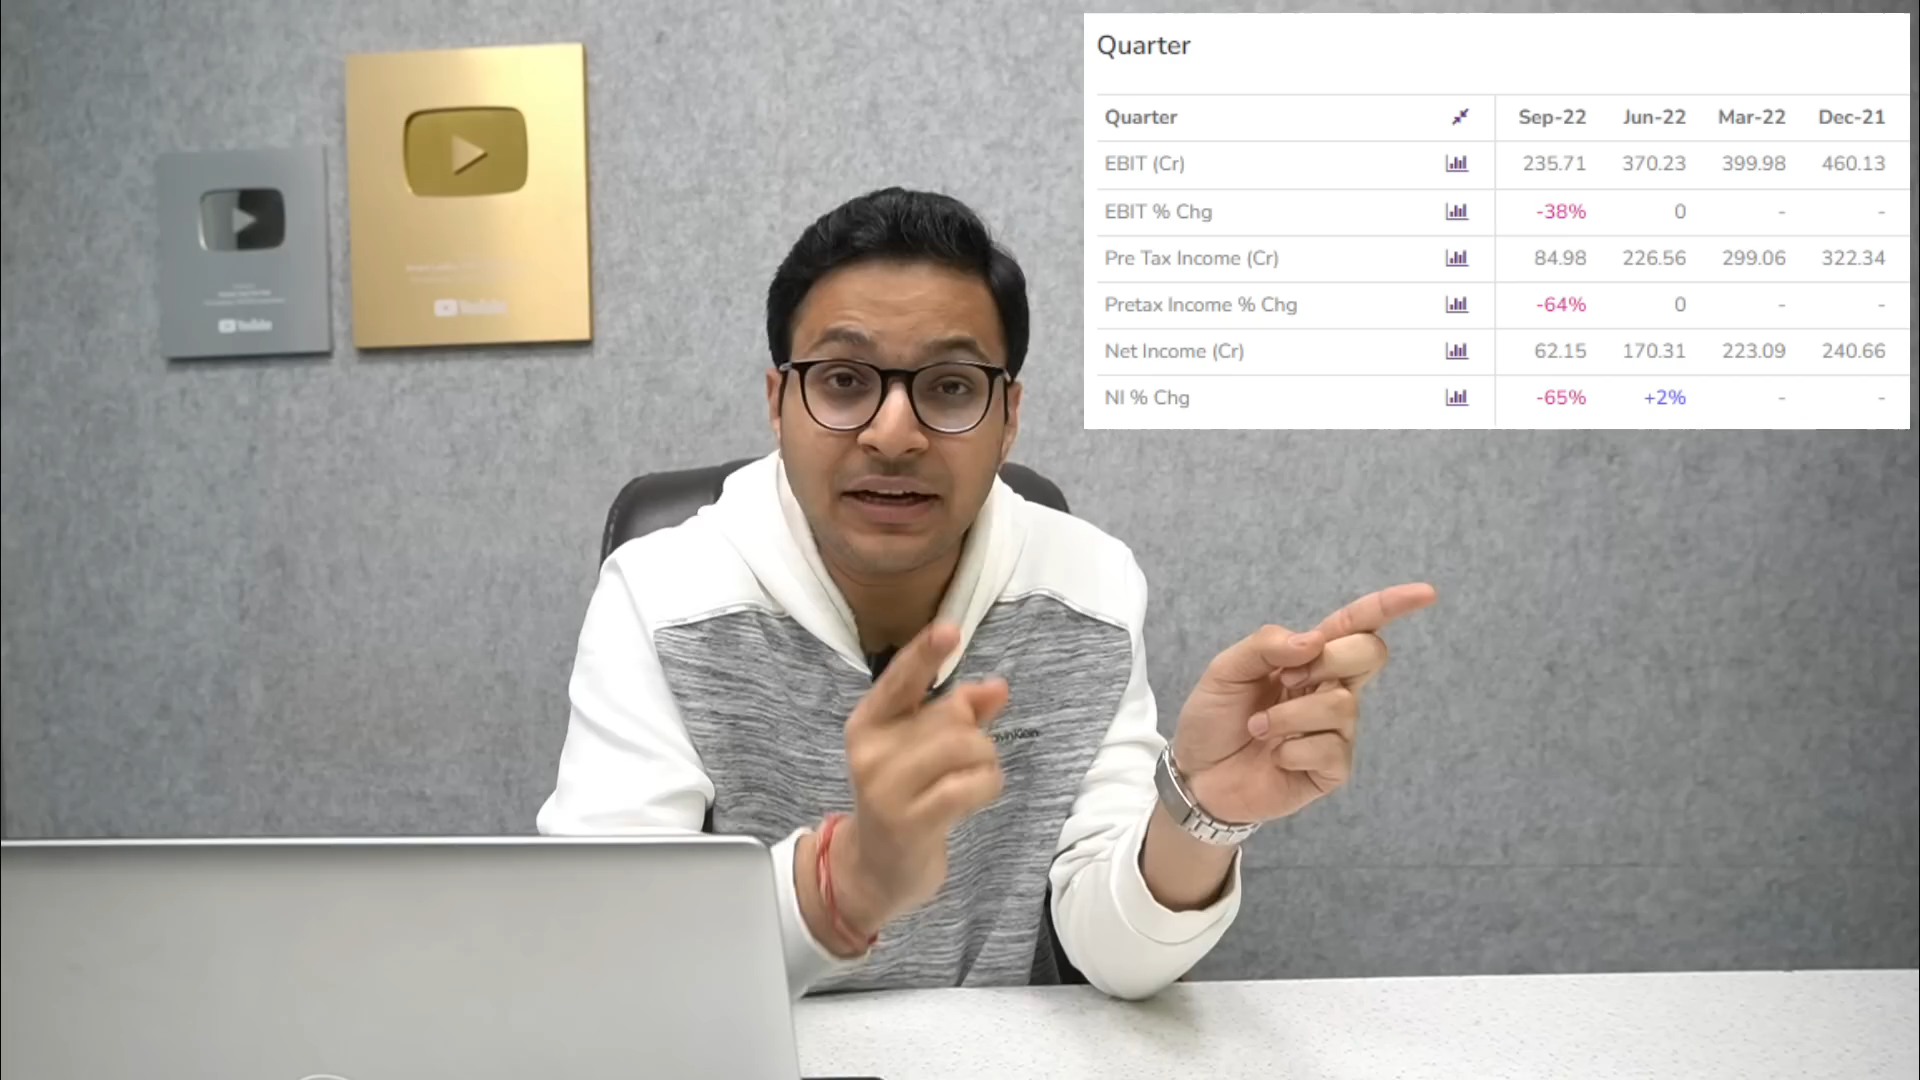 Quarter
Quarter Sep-22 Jun-22 Mar-22 Dec-21
EBIT (Cr) 235.71 370.23 399.98 460.13
EBIT % Chg -38% 0 - -
Pre Tax Income (Cr) 84.98 226.56 299.06 322.34
Pretax Income % Chg -64% 0 - -
Net Income (Cr) 62.15 170.31 223.09 240.66
NI % Chg -65% +2% - -
YouTube
YouTube